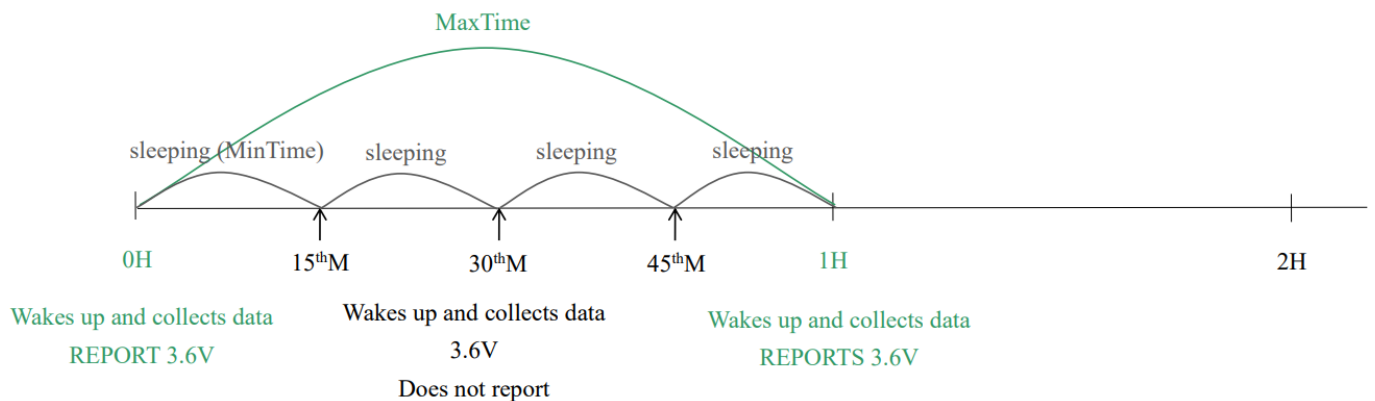 MaxTime
sleeping (MinTime)
sleeping
sleeping
sleeping
0H
15thM
30thM
45thM
1H
2H
Wakes up and collects data
REPORT 3.6V
Wakes up and collects data
3.6V
Does not report
Wakes up and collects data
REPORTS 3.6V